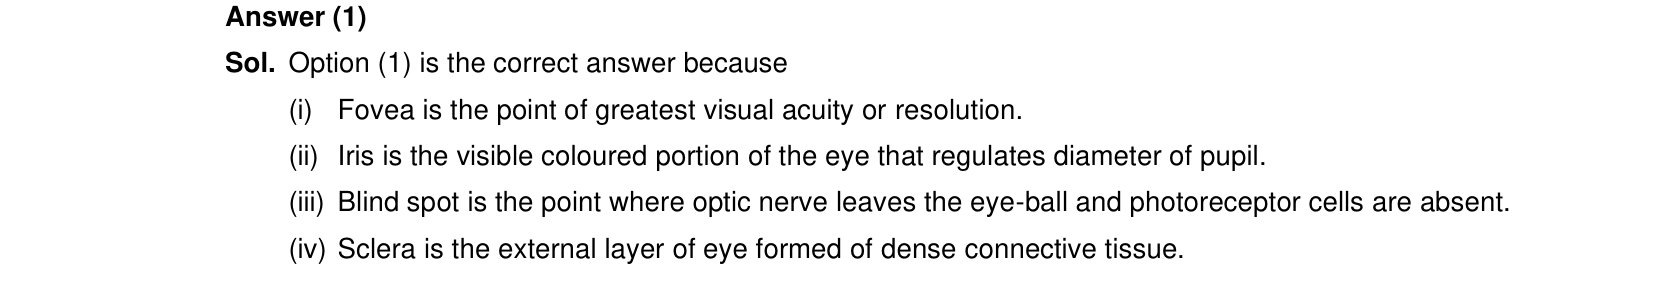 Answer (1)
Sol. Option (1) is the correct answer because
(i) Fovea is the point of greatest visual acuity or resolution.
(ii) Iris is the visible coloured portion of the eye that regulates diameter of pupil.
(iii) Blind spot is the point where optic nerve leaves the eye-ball and photoreceptor cells are absent.
(iv) Sclera is the external layer of eye formed of dense connective tissue.